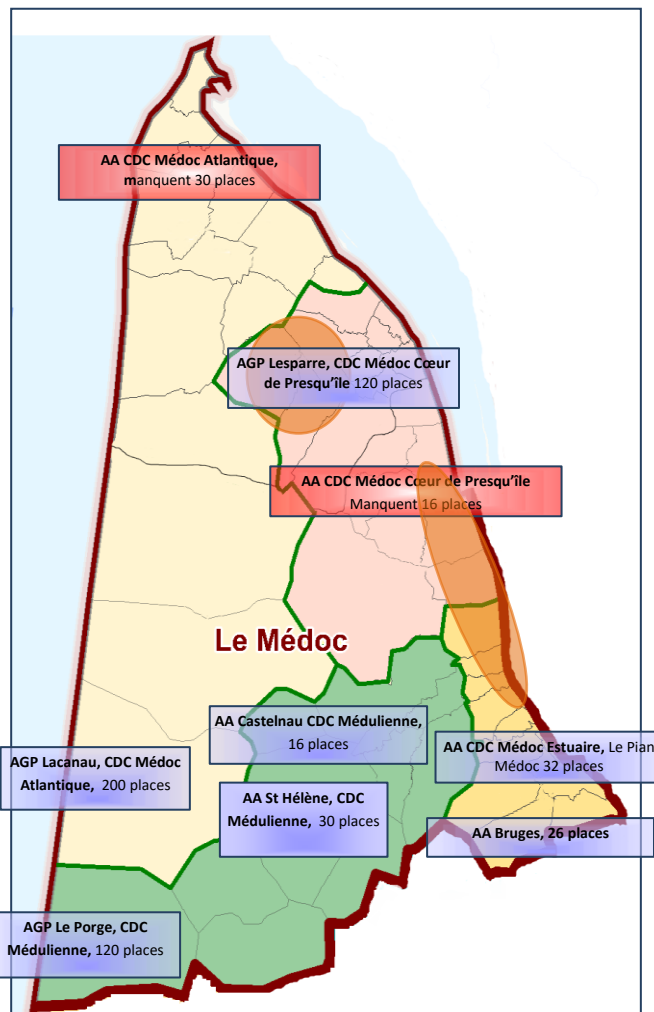 AA CDC Médoc Atlantique,
manquent 30 places
AGP Lesparre, CDC Médoc Cœur
de Presqu’île 120 places
AA CDC Médoc Cœur de Presqu’île
Manquent 16 places
Le Médoc
AA Castelnau CDC Médulienne,
16 places
AA CDC Médoc Estuaire, Le Pian
Médoc 32 places
AGP Lacanau, CDC Médoc
Atlantique, 200 places
AA St Hélène, CDC
Médulienne, 30 places
AA Bruges, 26 places
AGP Le Porge, CDC
Médulienne, 120 places